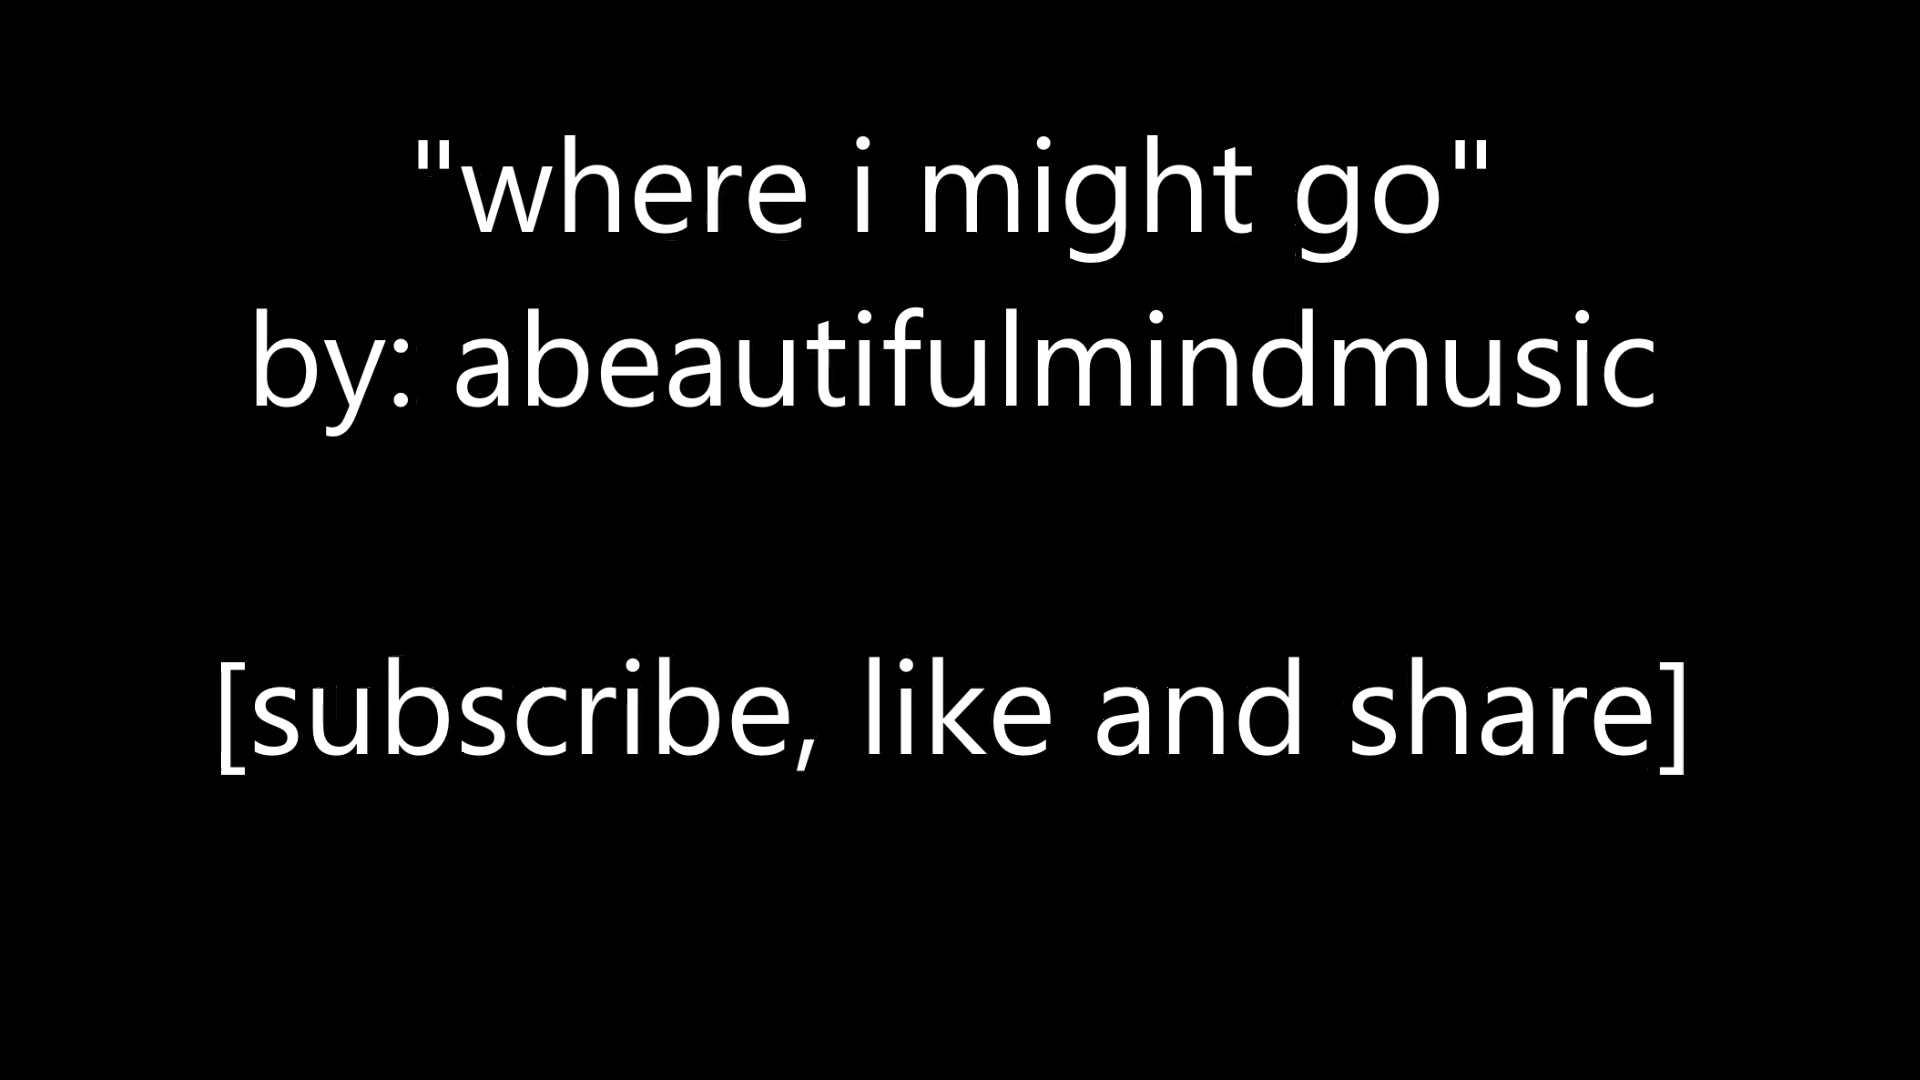 "where i might go"
by: abeautifulmindmusic
[subscribe, like and share]